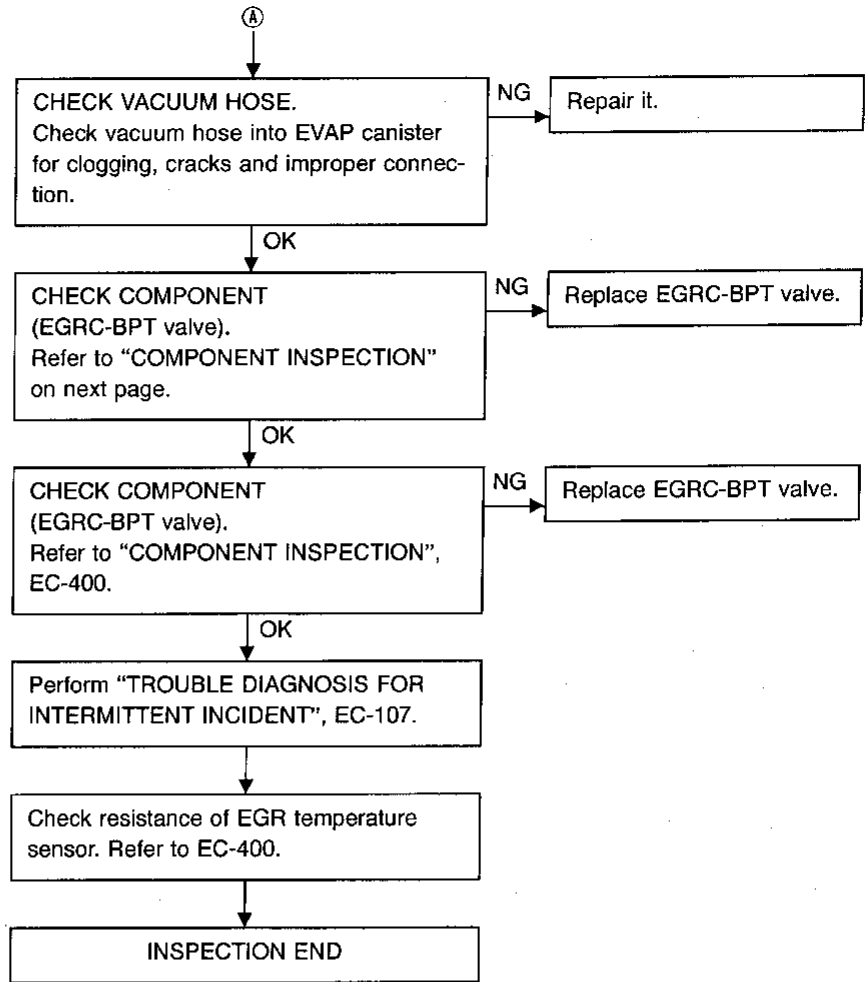 Ⓐ
CHECK VACUUM HOSE.
Check vacuum hose into EVAP canister
for clogging, cracks and improper connec-
tion.
NG
Repair it.
OK
CHECK COMPONENT
(EGRC-BPT valve).
Refer to “COMPONENT INSPECTION”
on next page.
NG
Replace EGRC-BPT valve.
OK
CHECK COMPONENT
(EGRC-BPT valve).
Refer to “COMPONENT INSPECTION”,
EC-400.
NG
Replace EGRC-BPT valve.
OK
Perform “TROUBLE DIAGNOSIS FOR
INTERMITTENT INCIDENT”, EC-107.
Check resistance of EGR temperature
sensor. Refer to EC-400.
INSPECTION END